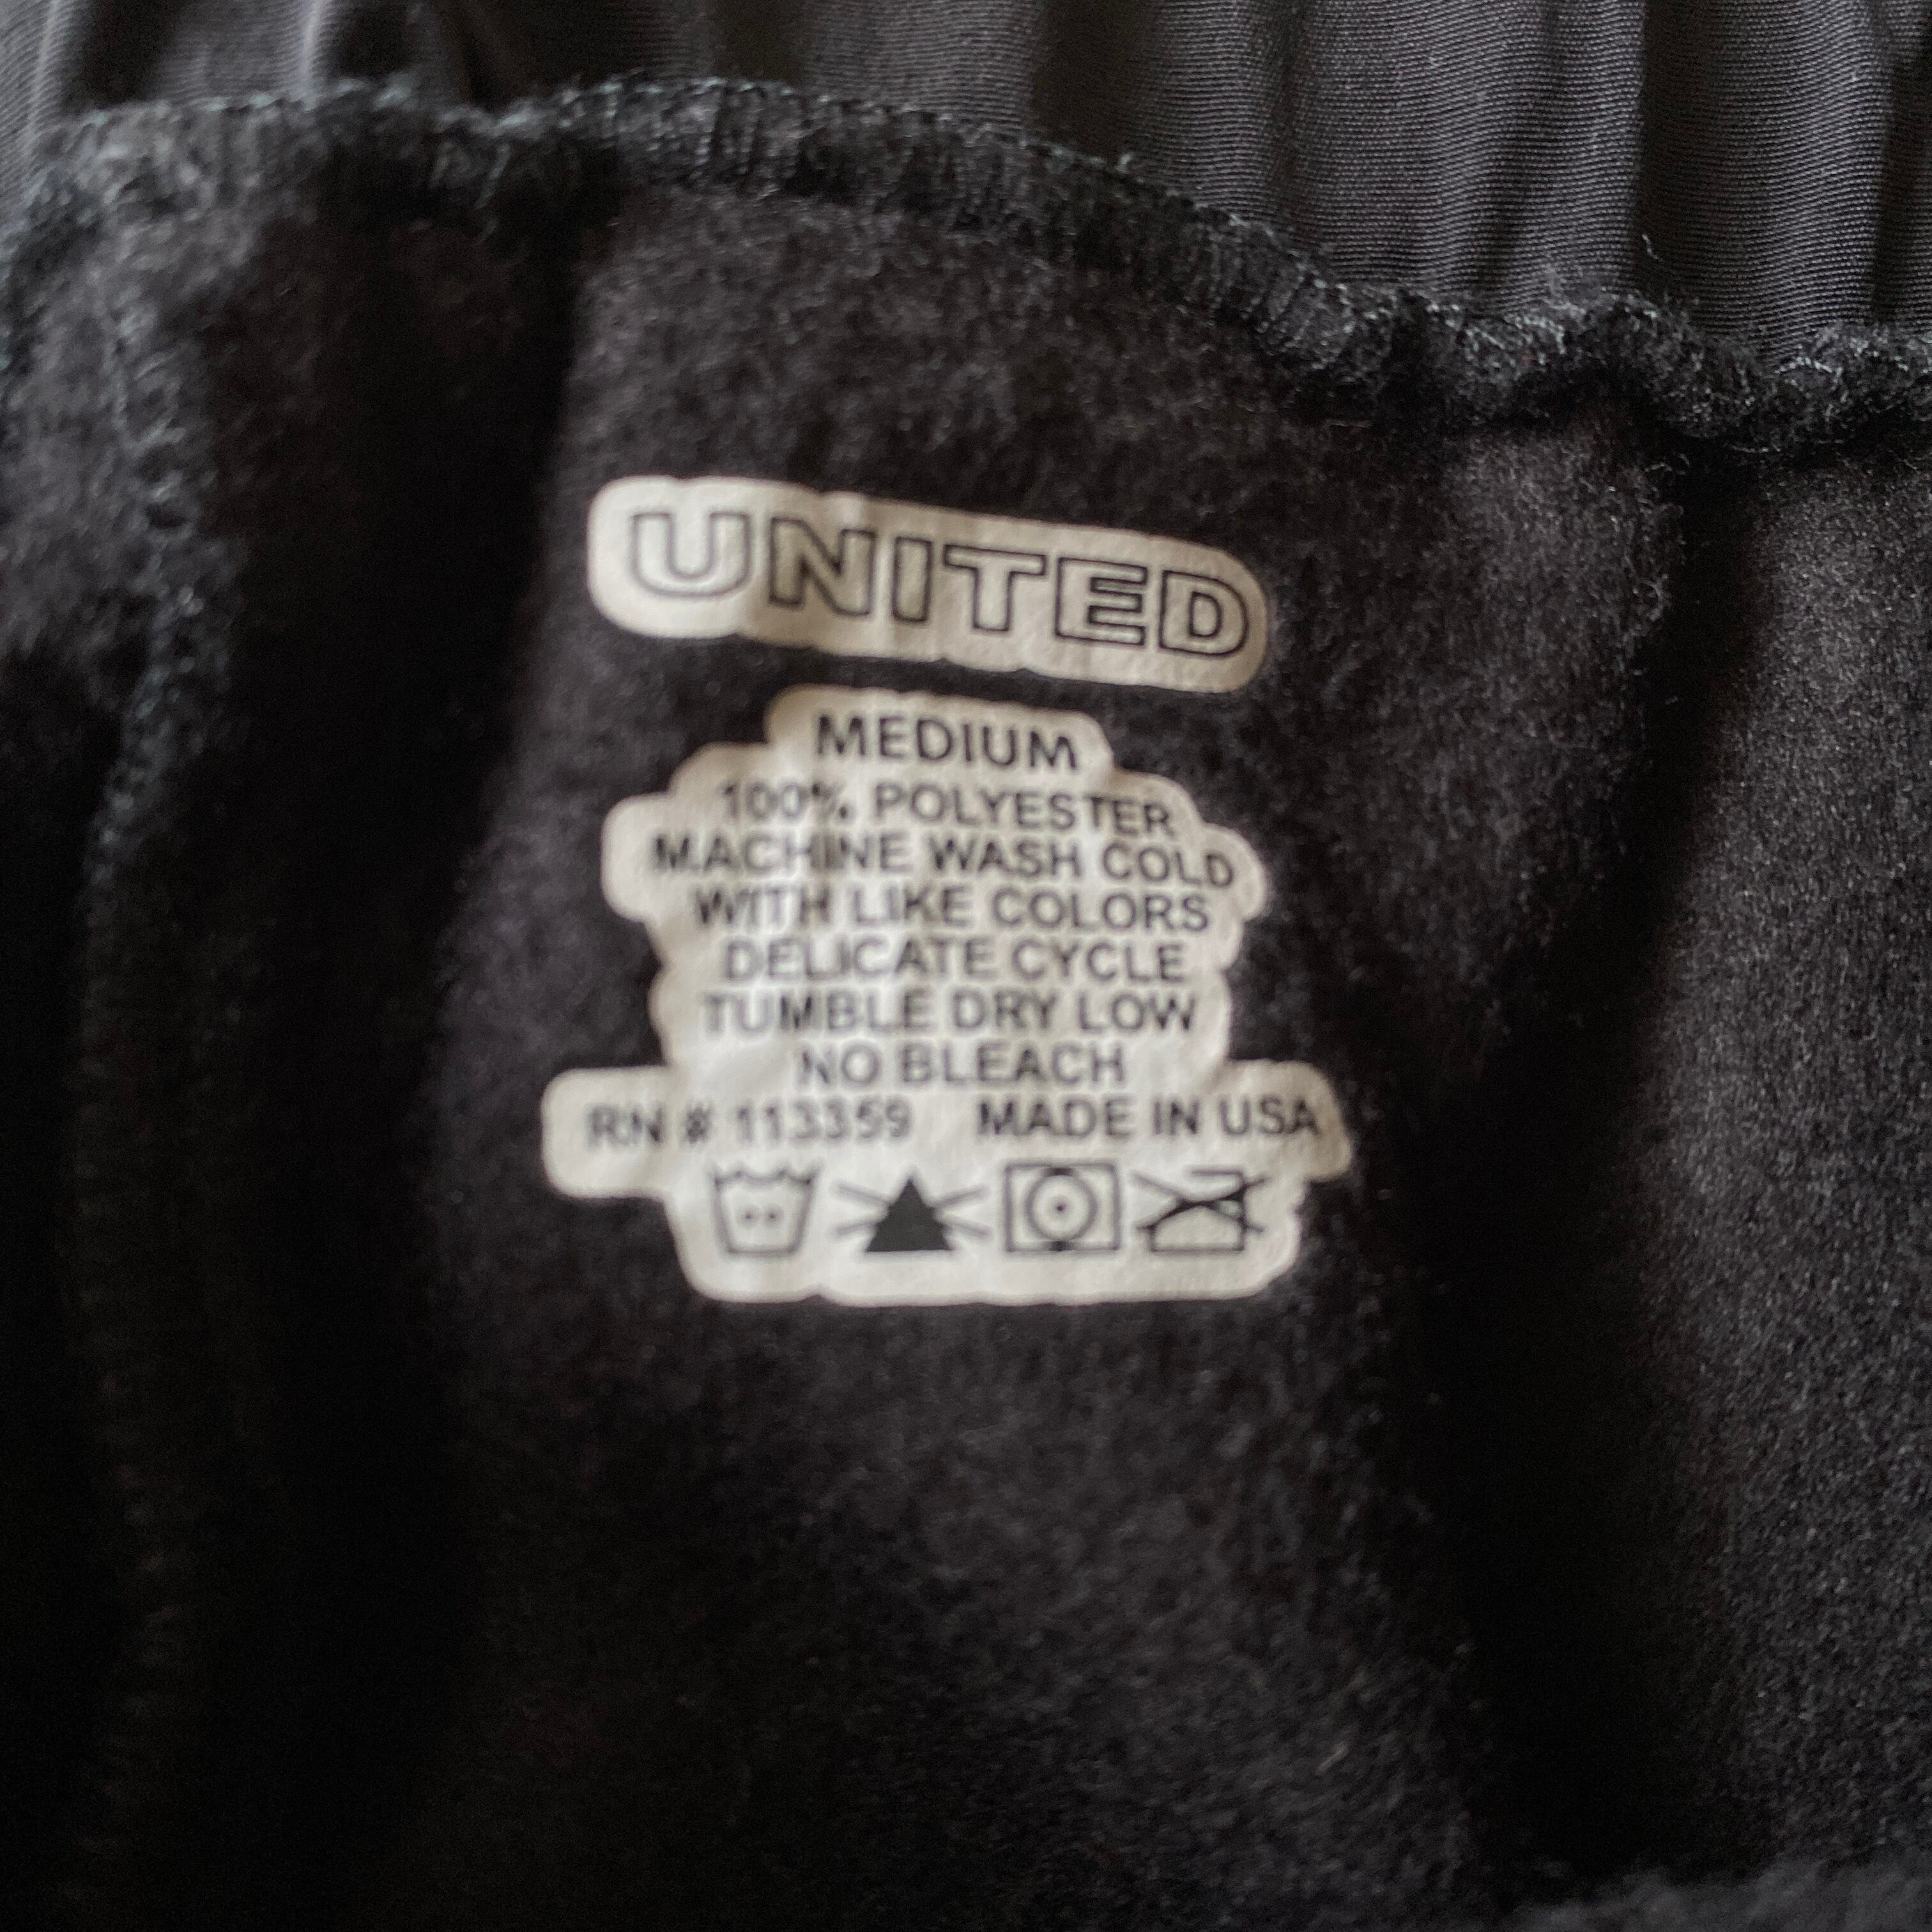 UNITED
MEDIUM
100% POLYESTER
MACHINE WASH COLD
WITH LIKE COLORS
DELICATE CYCLE
TUMBLE DRY LOW
NO BLEACH
RN # 113359 MADE IN USA